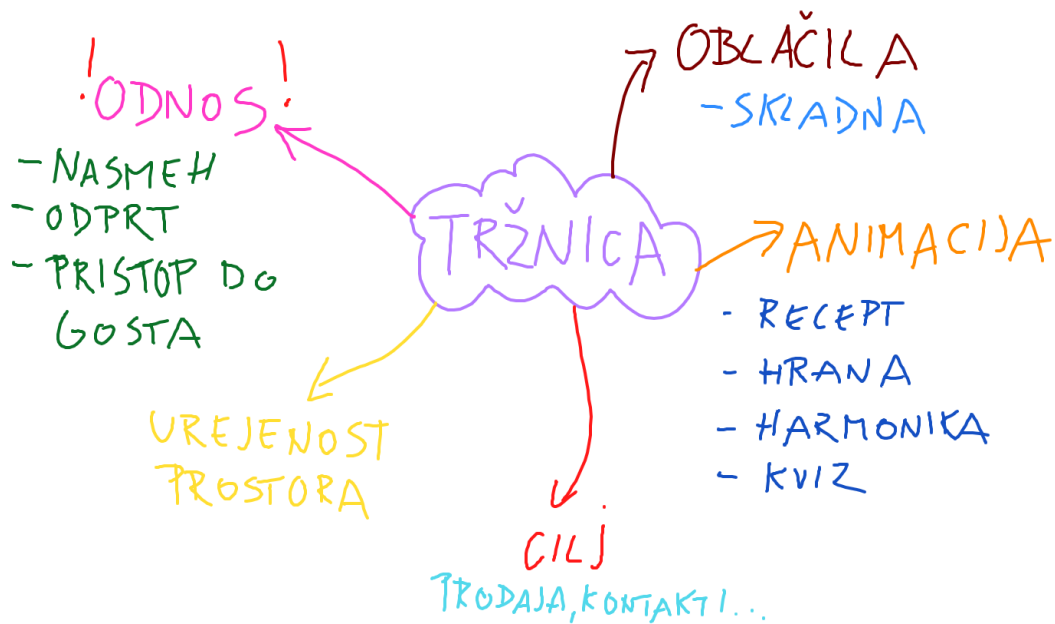 TRŽNICA
! ODNOS !
- NASMEH
- ODPRT
- PRISTOP DO
GOSTA
OBLAČILA
- SKLADNA
ANIMACIJA
- RECEPT
- HRANA
- HARMONIKA
- KVIZ
UREJENOST
PROSTORA
CILj
PRODAJA, KONTAKTI...